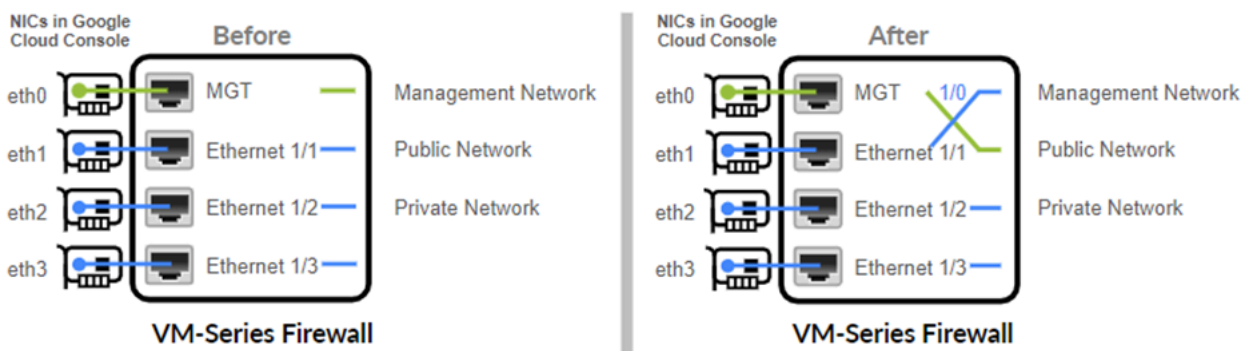 NICs in Google
Cloud Console
Before
eth0
MGT
Management Network
eth1
Ethernet 1/1
Public Network
eth2
Ethernet 1/2
Private Network
eth3
Ethernet 1/3
VM-Series Firewall
NICs in Google
Cloud Console
After
eth0
MGT 1/0
Management Network
eth1
Ethernet 1/1
Public Network
eth2
Ethernet 1/2
Private Network
eth3
Ethernet 1/3
VM-Series Firewall